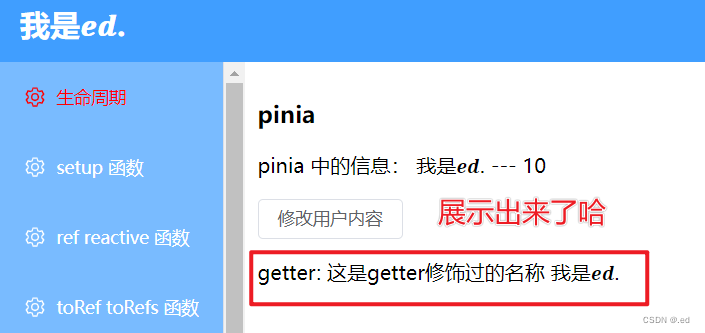 我是ed.
生命周期
setup 函数
ref reactive 函数
toRef toRefs 函数
pinia
pinia 中的信息： 我是ed. --- 10
修改用户内容
展示出来了哈
getter: 这是getter修饰过的名称 我是ed.
CSDN @.ed